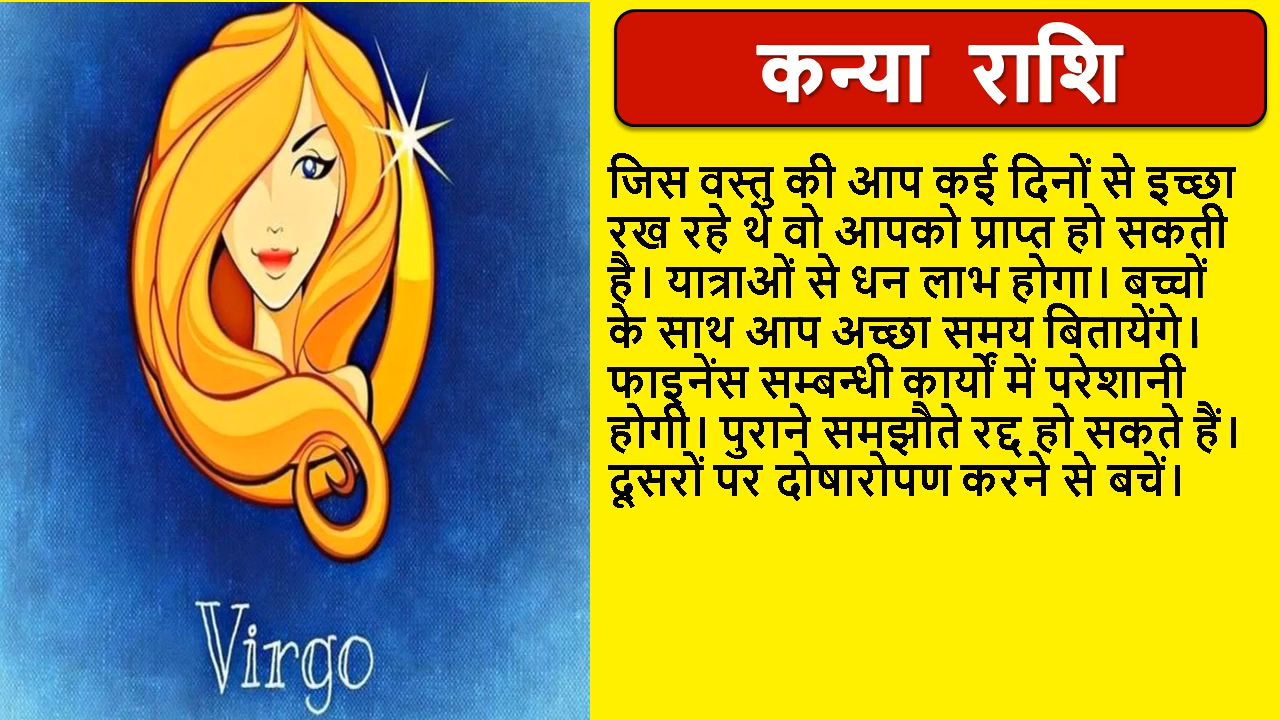 कन्या राशि
जिस वस्तु की आप कई दिनों से इच्छा
रख रहे थे वो आपको प्राप्त हो सकती
है। यात्राओं से धन लाभ होगा। बच्चों
के साथ आप अच्छा समय बितायेंगे।
फाइनेंस सम्बन्धी कार्यों में परेशानी
होगी। पुराने समझौते रद्द हो सकते हैं।
दूसरों पर दोषारोपण करने से बचें।
Virgo